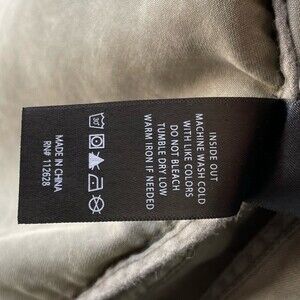 INSIDE OUT
MACHINE WASH COLD
WITH LIKE COLORS
DO NOT BLEACH
TUMBLE DRY LOW
WARM IRON IF NEEDED
MADE IN CHINA
RN# 112628